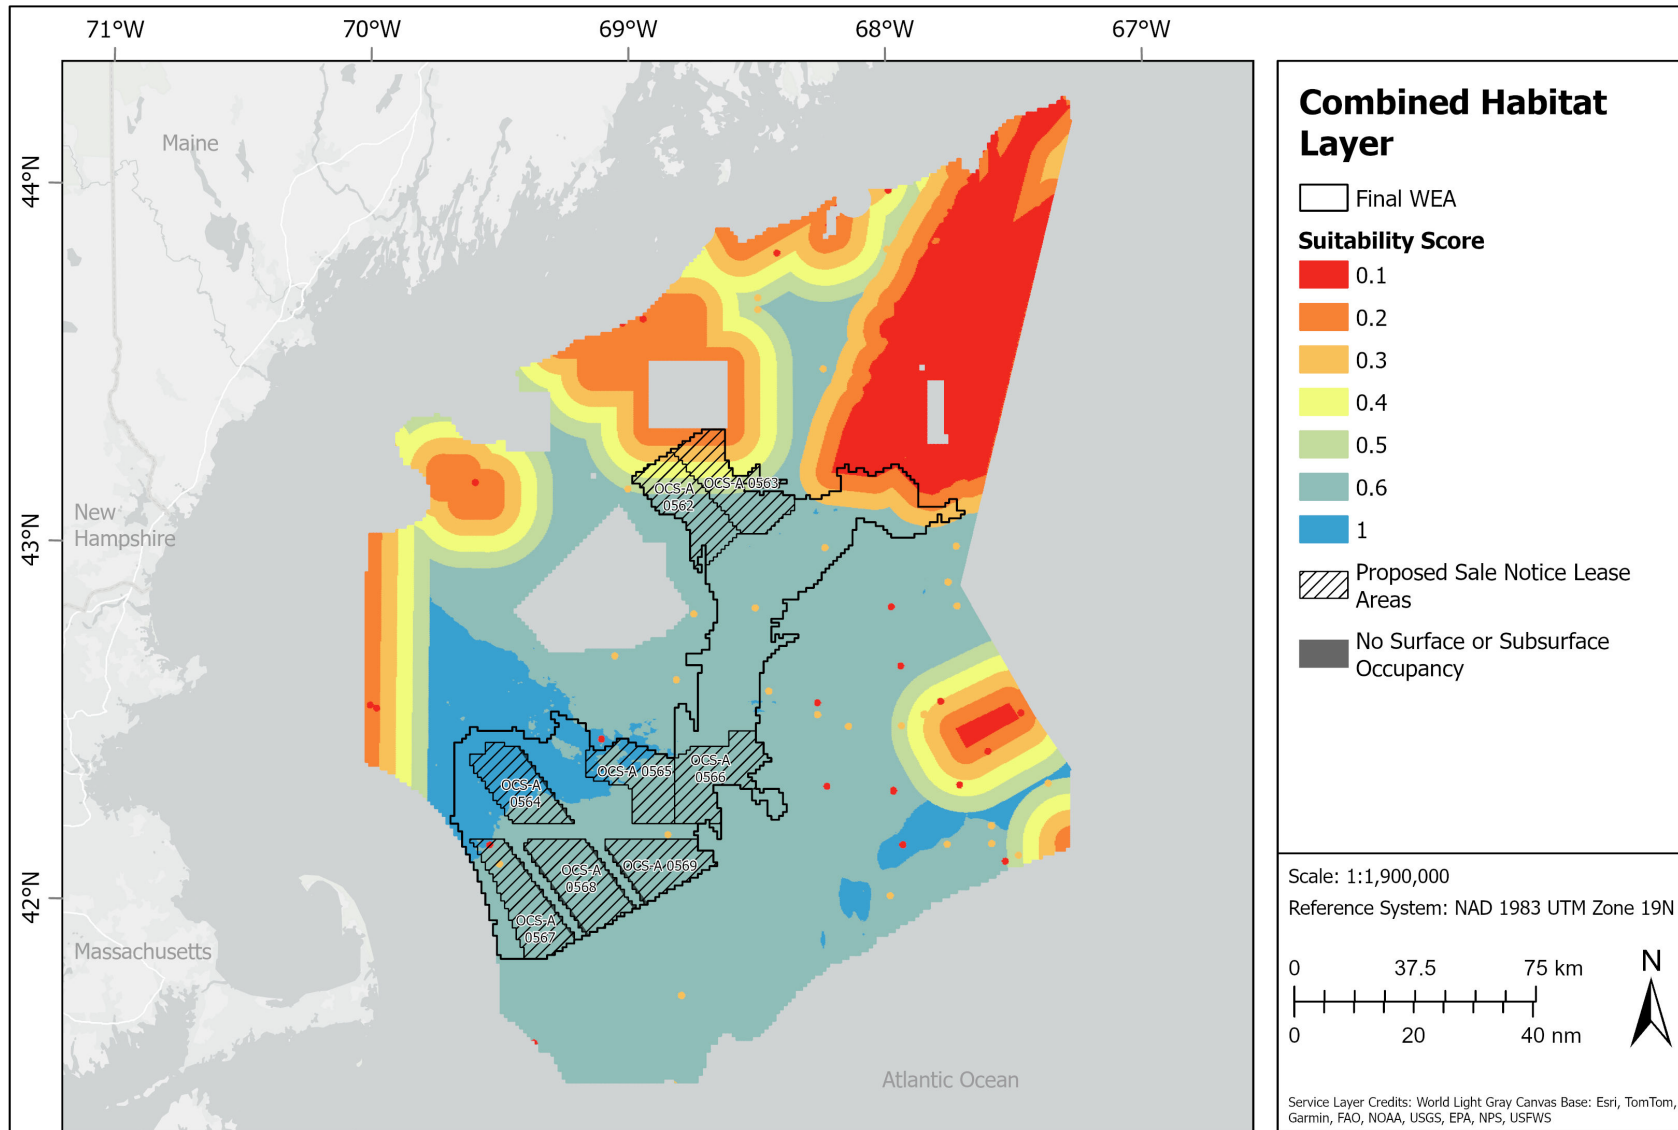 71°W
70°W
69°W
68°W
67°W
44°N
43°N
42°N
Maine
New
Hampshire
Massachusetts
Atlantic Ocean
OCS-A
0562
OCS-A 0563
OCS-A
0564
OCS-A 0565
OCS-A
0566
OCS-A
0567
OCS-A
0568
OCS-A 0569
Combined Habitat
Layer
Final WEA
Suitability Score
0.1
0.2
0.3
0.4
0.5
0.6
1
Proposed Sale Notice Lease
Areas
No Surface or Subsurface
Occupancy
Scale: 1:1,900,000
Reference System: NAD 1983 UTM Zone 19N
0 37.5 75 km
0 20 40 nm
N
Service Layer Credits: World Light Gray Canvas Base: Esri, TomTom,
Garmin, FAO, NOAA, USGS, EPA, NPS, USFWS